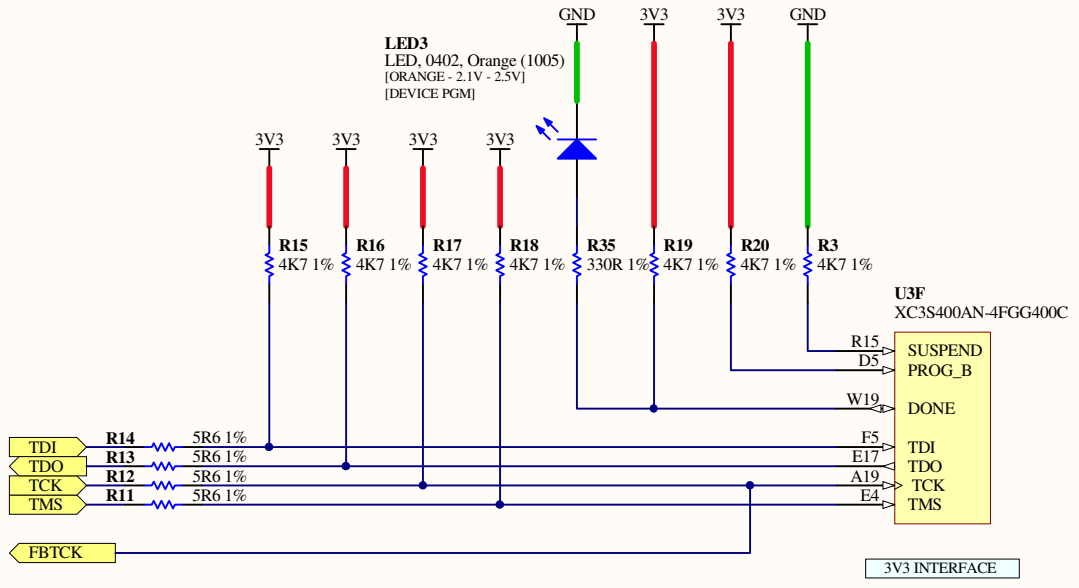 GND
3V3
3V3
GND
LED3
LED, 0402, Orange (1005)
[ORANGE - 2.1V - 2.5V]
[DEVICE PGM]
3V3
3V3
3V3
3V3
R15
4K7 1%
R16
4K7 1%
R17
4K7 1%
R18
4K7 1%
R35
330R 1%
R19
4K7 1%
R20
4K7 1%
R3
4K7 1%
U3F
XC3S400AN-4FGG400C
R15 SUSPEND
D5 PROG_B
W19 DONE
TDI R14 5R6 1% F5 TDI
TDO R13 5R6 1% E17 TDO
TCK R12 5R6 1% A19 TCK
TMS R11 5R6 1% E4 TMS
FBTCK
3V3 INTERFACE